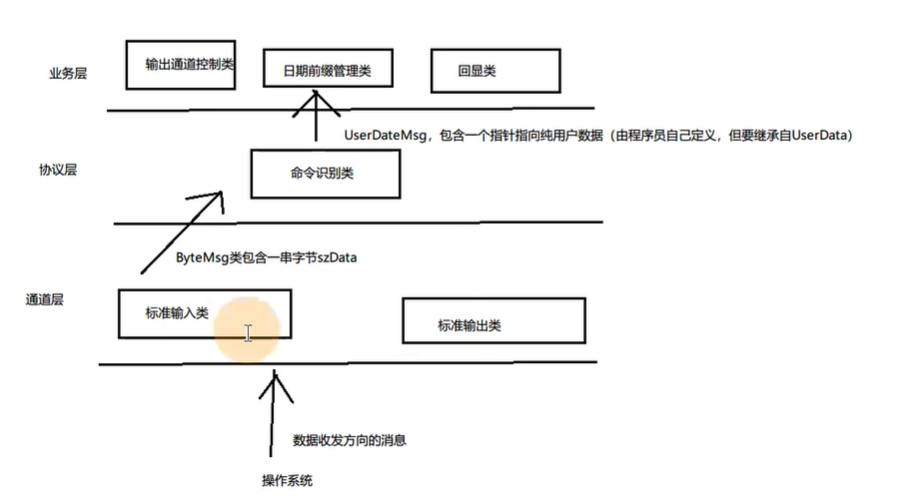 业务层
输出通道控制类
日期前缀管理类
回显类
UserDateMsg，包含一个指针指向纯用户数据（由程序员自己定义，但要继承自UserData）
协议层
命令识别类
ByteMsg类包含一串字节szData
通道层
标准输入类
标准输出类
数据收发方向的消息
操作系统